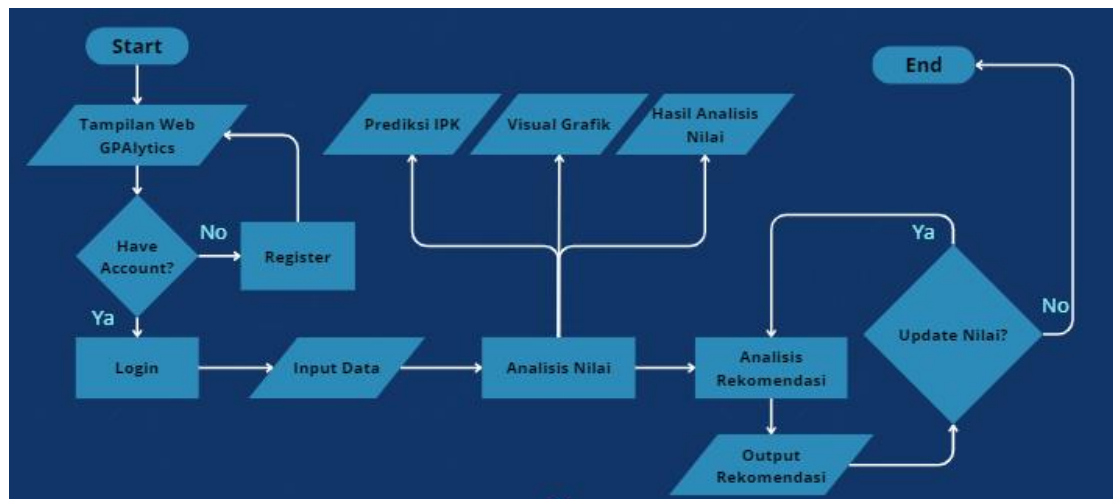 Start
Tampilan Web
GPAlytics
Have
Account?
No
Register
Ya
Login
Input Data
Analisis Nilai
Prediksi IPK
Visual Grafik
Hasil Analisis
Nilai
Analisis
Rekomendasi
Output
Rekomendasi
Update Nilai?
Ya
No
End